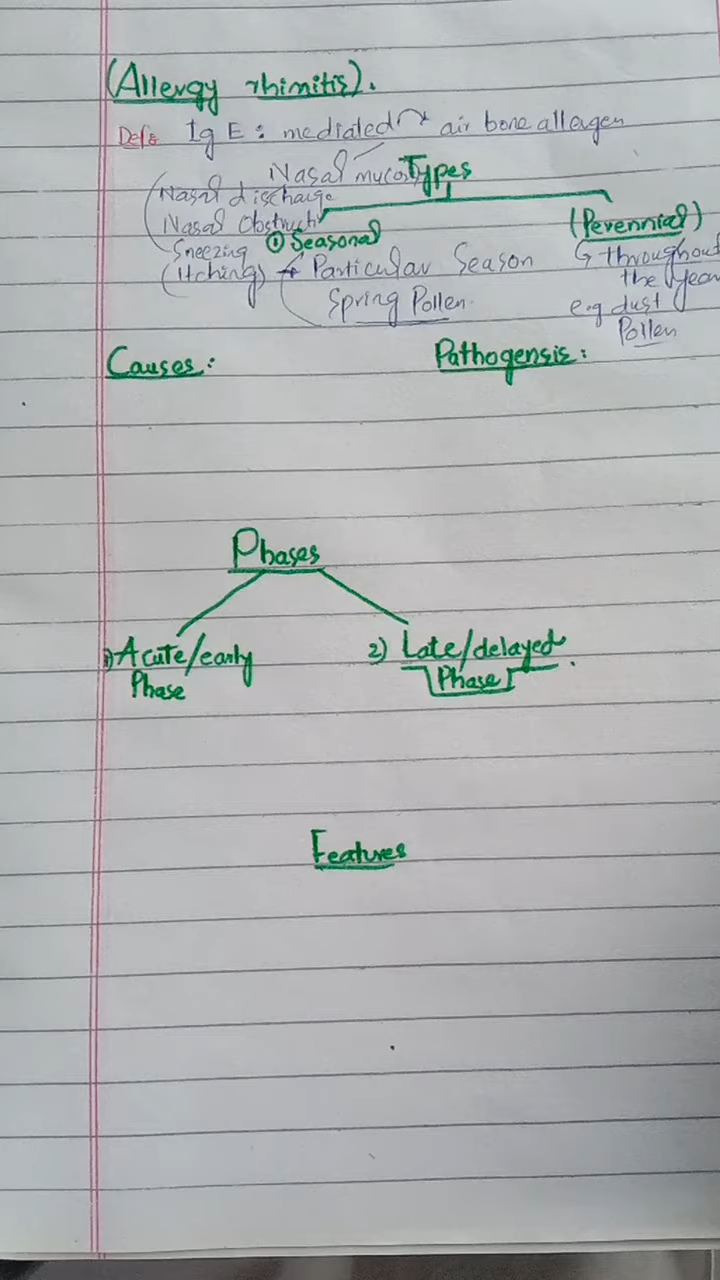 (Allergy rhinitis).
Def: IgE: mediated air bone allergen
Nasal mucos
Types
Nasal discharge
Nasal Obstruct
Sneezing
(Itching)
① Seasonal
Particular Season
Spring Pollen.
(Perennial)
throughout
the year
e.g dust
Pollen
Causes:
Pathogensis:
Phases
1) Acute/early
Phase
2) Late/delayed
Phase
Features